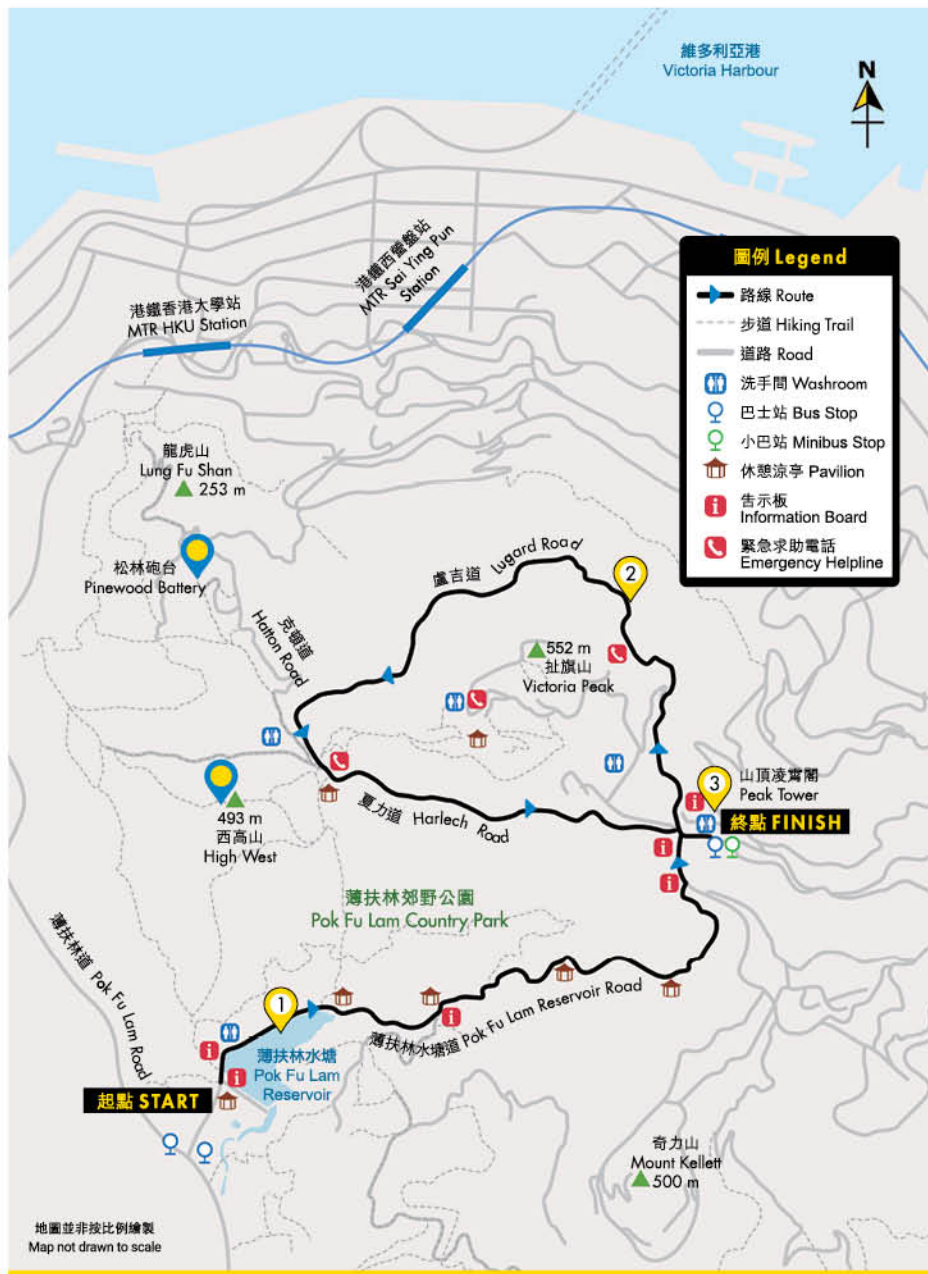 維多利亞港
Victoria Harbour
N
港鐵西營盤站
MTR Sai Ying Pun
Station
港鐵香港大學站
MTR HKU Station
圖例 Legend
路線 Route
步道 Hiking Trail
道路 Road
洗手間 Washroom
巴士站 Bus Stop
小巴站 Minibus Stop
休憩涼亭 Pavilion
告示板
Information Board
緊急求助電話
Emergency Helpline
龍虎山
Lung Fu Shan
253 m
松林砲台
Pinewood Battery
盧吉道 Lugard Road
2
克頓道
Hatton Road
552 m
扯旗山
Victoria Peak
3
山頂凌霄閣
Peak Tower
終點 FINISH
493 m
西高山
High West
夏力道 Harlech Road
薄扶林郊野公園
Pok Fu Lam Country Park
薄扶林道 Pok Fu Lam Road
1
薄扶林水塘道 Pok Fu Lam Reservoir Road
薄扶林水塘
Pok Fu Lam
Reservoir
起點 START
奇力山
Mount Kellett
500 m
地圖並非按比例繪製
Map not drawn to scale